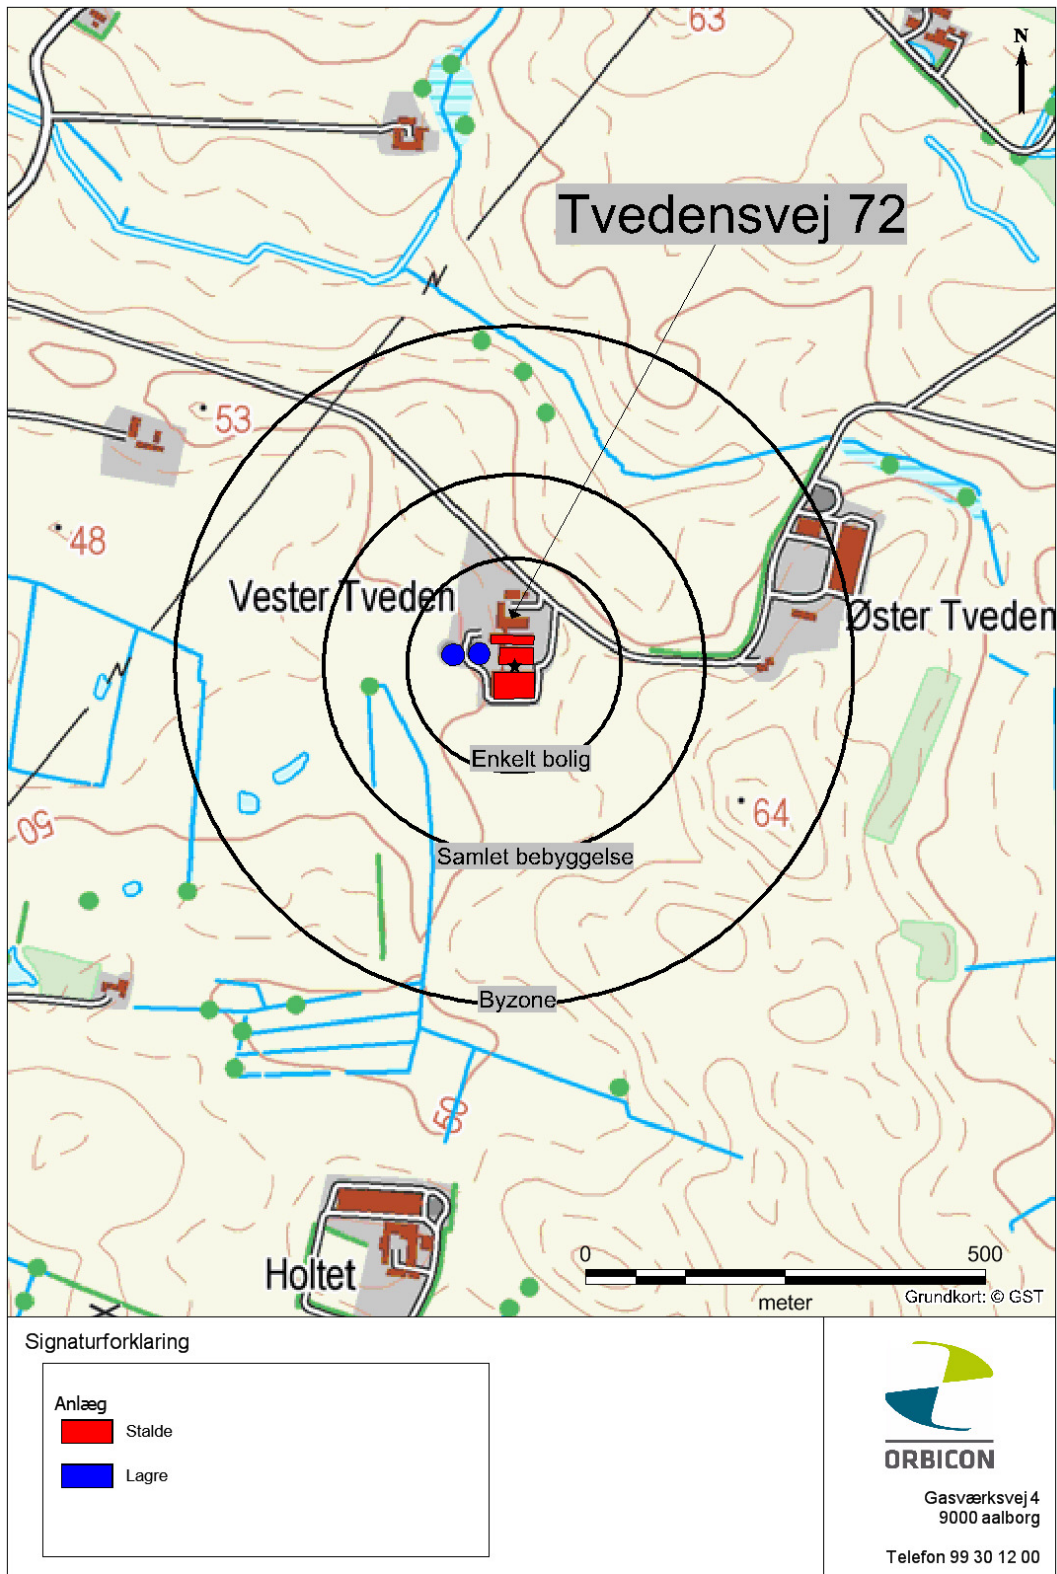 63
N
Tvedensvej 72
53
48
Vester Tveden
Øster Tveden
Enkelt bolig
64
50
Samlet bebyggelse
Byzone
50
Holtet
0 500
meter
Grundkort: © GST
Signaturforklaring
Anlæg
Stalde
Lagre
ORBICON
Gasværksvej 4
9000 aalborg
Telefon 99 30 12 00